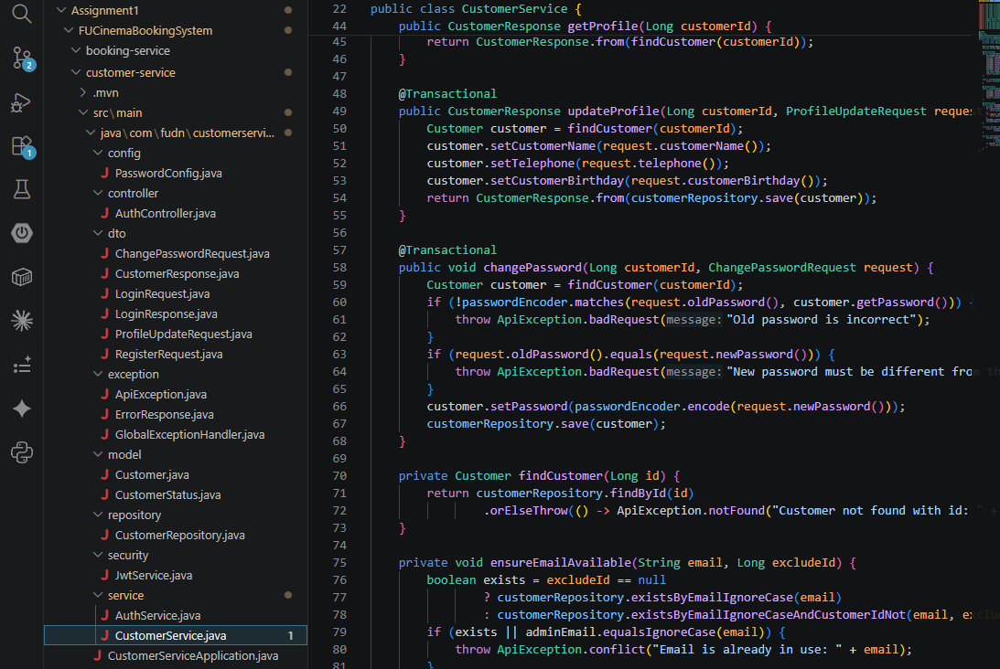 Assignment1
FUCinemaBookingSystem
booking-service
customer-service
.mvn
src\main
java\com\fudn\customerservi...
config
J PasswordConfig.java
controller
J AuthController.java
dto
J ChangePasswordRequest.java
J CustomerResponse.java
J LoginRequest.java
J LoginResponse.java
J ProfileUpdateRequest.java
J RegisterRequest.java
exception
J ApiException.java
J ErrorResponse.java
J GlobalExceptionHandler.java
model
J Customer.java
J CustomerStatus.java
repository
J CustomerRepository.java
security
J JwtService.java
service
J AuthService.java
J CustomerService.java 1
J CustomerServiceApplication.java
2
1
22 public class CustomerService {
44 public CustomerResponse getProfile(Long customerId) {
45 return CustomerResponse.from(findCustomer(customerId));
46 }
47
48 @Transactional
49 public CustomerResponse updateProfile(Long customerId, ProfileUpdateRequest reques
50 Customer customer = findCustomer(customerId);
51 customer.setCustomerName(request.customerName());
52 customer.setTelephone(request.telephone());
53 customer.setCustomerBirthday(request.customerBirthday());
54 return CustomerResponse.from(customerRepository.save(customer));
55 }
56
57 @Transactional
58 public void changePassword(Long customerId, ChangePasswordRequest request) {
59 Customer customer = findCustomer(customerId);
60 if (!passwordEncoder.matches(request.oldPassword(), customer.getPassword())) {
61 throw ApiException.badRequest(message: "Old password is incorrect");
62 }
63 if (request.oldPassword().equals(request.newPassword())) {
64 throw ApiException.badRequest(message: "New password must be different from th
65 }
66 customer.setPassword(passwordEncoder.encode(request.newPassword()));
67 customerRepository.save(customer);
68 }
69
70 private Customer findCustomer(Long id) {
71 return customerRepository.findById(id)
72 .orElseThrow(() -> ApiException.notFound("Customer not found with id: " +
73 }
74
75 private void ensureEmailAvailable(String email, Long excludeId) {
76 boolean exists = excludeId == null
77 ? customerRepository.existsByEmailIgnoreCase(email)
78 : customerRepository.existsByEmailIgnoreCaseAndCustomerIdNot(email, exclu
79 if (exists || adminEmail.equalsIgnoreCase(email)) {
80 throw ApiException.conflict("Email is already in use: " + email);
81 }